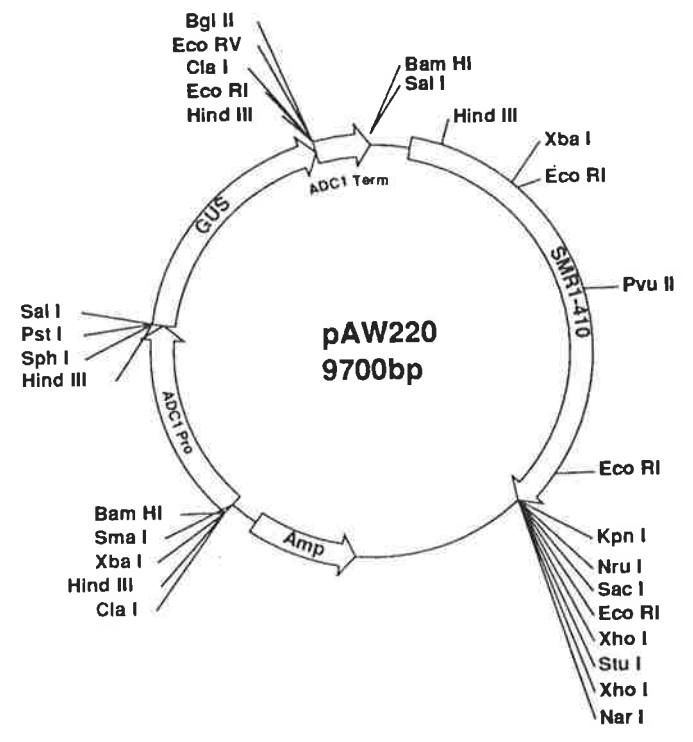 Bgl II
Eco RV
Cla I
Eco RI
Hind III
Bam HI
Sal I
Hind III
Xba I
Eco RI
ADC1 Term
GUS
SMR1-410
Pvu II
Sal I
Pst I
Sph I
Hind III
pAW220
9700bp
ADC1 Pro
Eco RI
Bam HI
Sma I
Xba I
Hind III
Cla I
Amp
Kpn I
Nru I
Sac I
Eco RI
Xho I
Stu I
Xho I
Nar I